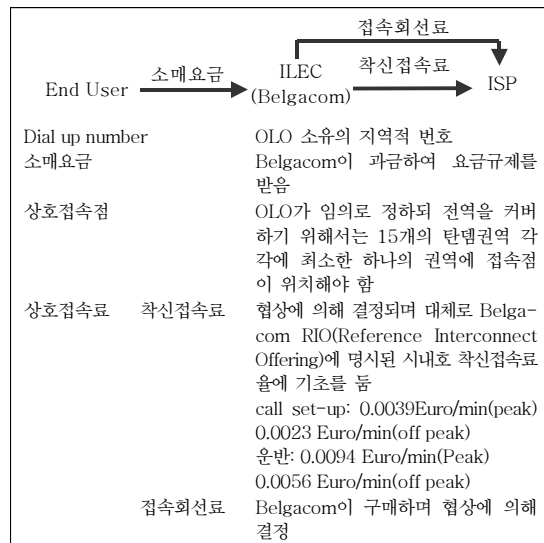 접속회선료
소매요금 ILEC 착신접속료
End User (Belgacom) ISP
Dial up number OLO 소유의 지역적 번호
소매요금 Belgacom이 과금하여 요금규제를
받음
상호접속점 OLO가 임의로 정하되 전역을 커버
하기 위해서는 15개의 탄뎀권역 각
각에 최소한 하나의 권역에 접속점
이 위치해야 함
상호접속료 착신접속료 협상에 의해 결정되며 대체로 Belga-
com RIO(Reference Interconnect
Offering)에 명시된 시내호 착신접속료
율에 기초를 둠
call set-up: 0.0039Euro/min(peak)
0.0023 Euro/min(off peak)
운반: 0.0094 Euro/min(Peak)
0.0056 Euro/min(off peak)
접속회선료 Belgacom이 구매하며 협상에 의해
결정